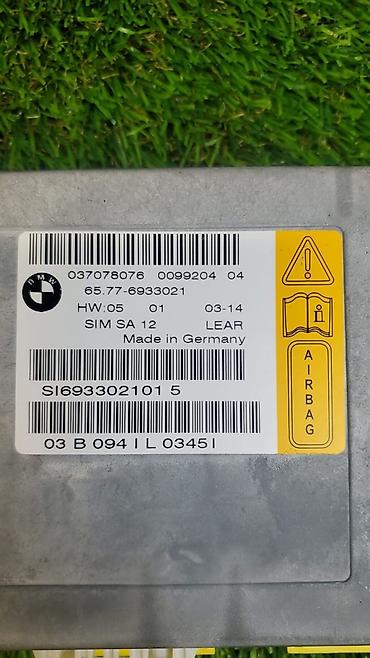 037078076 0099204 04
BMW
65.77-6933021
HW:05 01 03-14
SIM SA 12 LEAR
Made in Germany
SI693302101 5
03 B 094 I L 0345I
i
AIRBAG